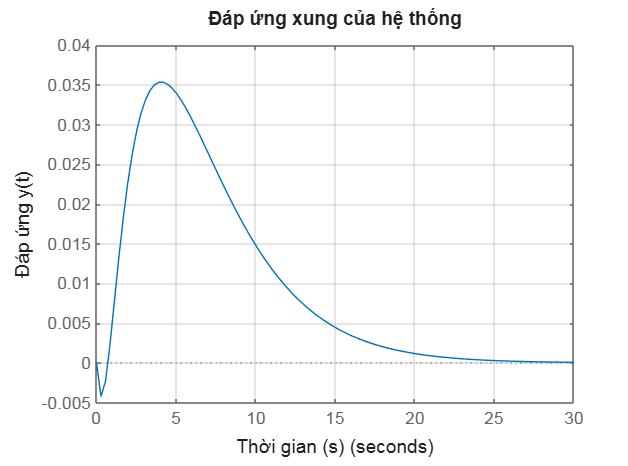 Đáp ứng xung của hệ thống
0.04
0.035
0.03
0.025
0.02
0.015
0.01
0.005
0
-0.005
Đáp ứng y(t)
0 5 10 15 20 25 30
Thời gian (s) (seconds)